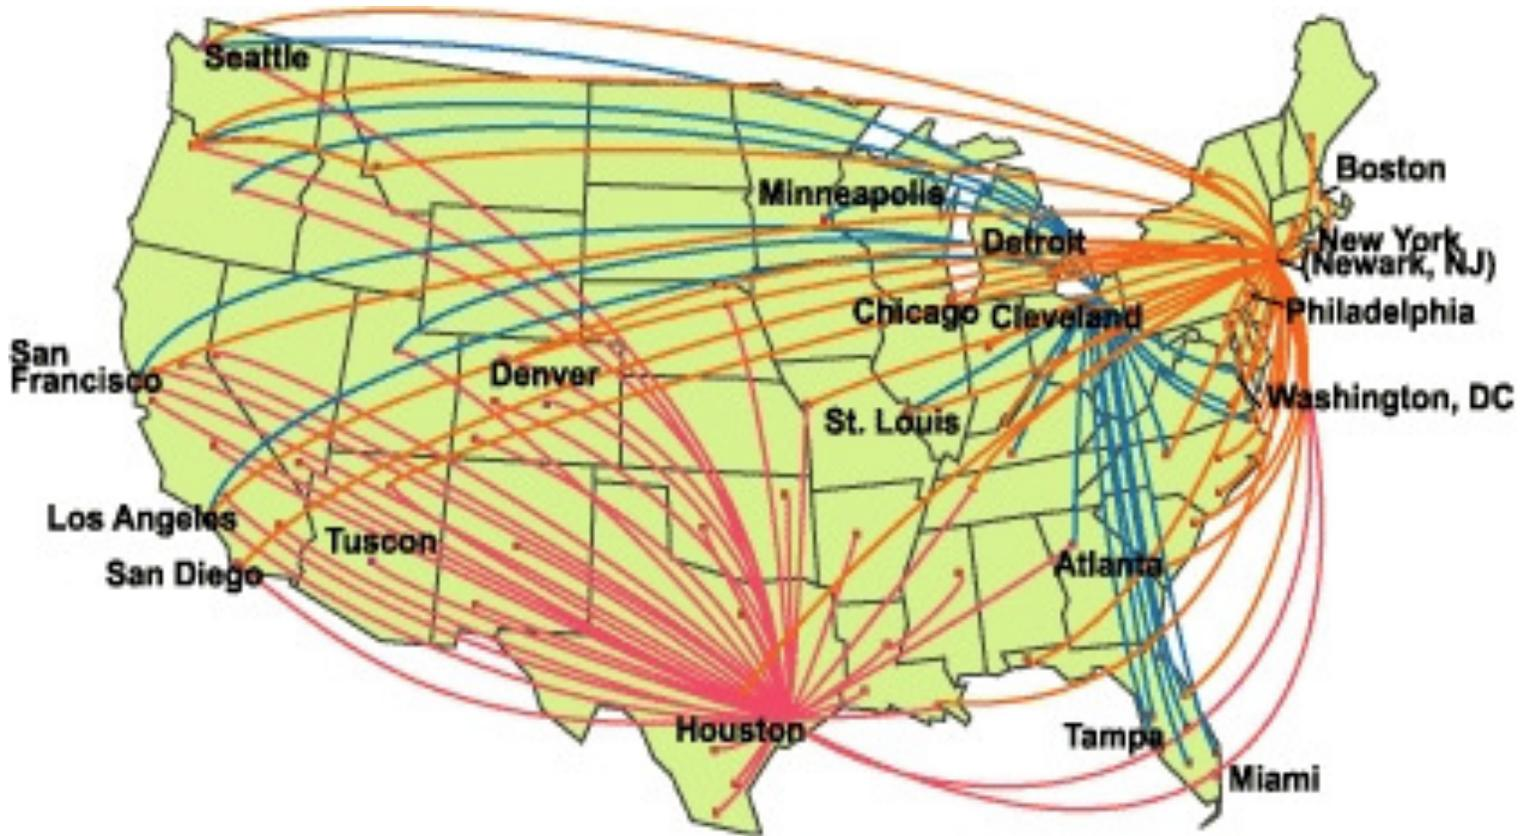 Seattle
Boston
Minneapolis
Detroit
New York
(Newark, NJ)
Chicago
Cleveland
Philadelphia
San
Francisco
Denver
Washington, DC
St. Louis
Los Angeles
Tuscon
Atlanta
San Diego
Houston
Tampa
Miami